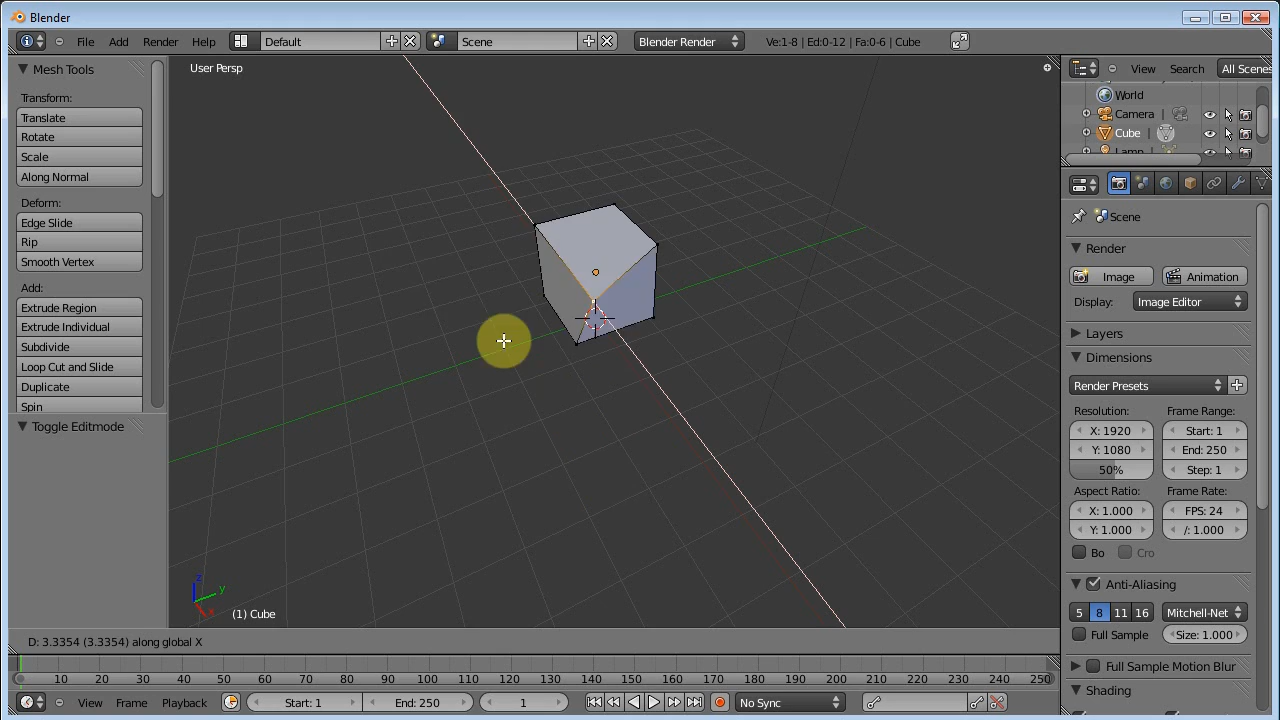 Blender
File Add Render Help Default Scene Blender Render Ve:1-8 | Ed:0-12 | Fa:0-6 | Cube
Mesh Tools
Transform:
Translate
Rotate
Scale
Along Normal
Deform:
Edge Slide
Rip
Smooth Vertex
Add:
Extrude Region
Extrude Individual
Subdivide
Loop Cut and Slide
Duplicate
Spin
Toggle Editmode
User Persp
z
y
x
(1) Cube
D: 3.3354 (3.3354) along global X
View Search All Scenes
World
Camera
Cube
Lamp
Scene
Render
Image Animation
Display: Image Editor
Layers
Dimensions
Render Presets
Resolution: Frame Range:
X: 1920 Start: 1
Y: 1080 End: 250
50% Step: 1
Aspect Ratio: Frame Rate:
X: 1.000 FPS: 24
Y: 1.000 /: 1.000
Bo Cro
Anti-Aliasing
5 8 11 16 Mitchell-Net
Full Sample Size: 1.000
Full Sample Motion Blur
Shading
0 10 20 30 40 50 60 70 80 90 100 110 120 130 140 150 160 170 180 190 200 210 220 230 240 250
View Frame Playback Start: 1 End: 250 1 No Sync